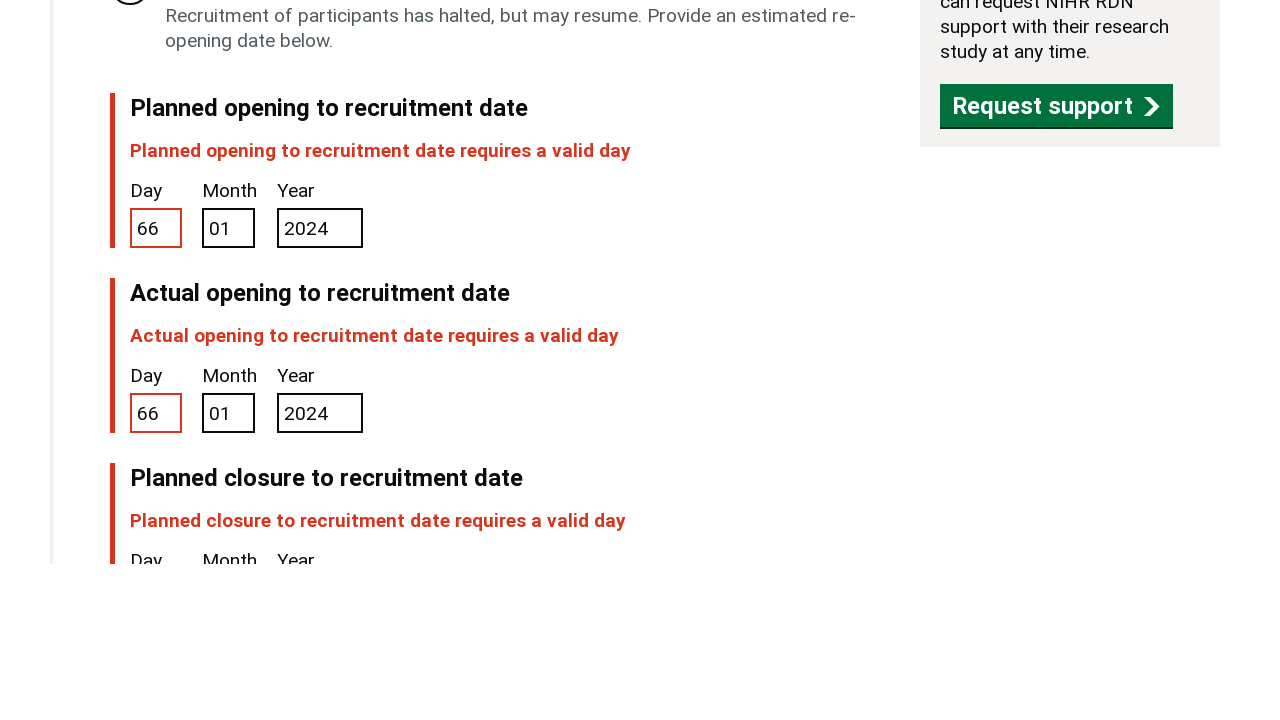 Recruitment of participants has halted, but may resume. Provide an estimated re-
opening date below.
Planned opening to recruitment date
Planned opening to recruitment date requires a valid day
Day Month Year
66 01 2024
Actual opening to recruitment date
Actual opening to recruitment date requires a valid day
Day Month Year
66 01 2024
Planned closure to recruitment date
Planned closure to recruitment date requires a valid day
Day Month Year
can request NIHR RDN
support with their research
study at any time.
Request support